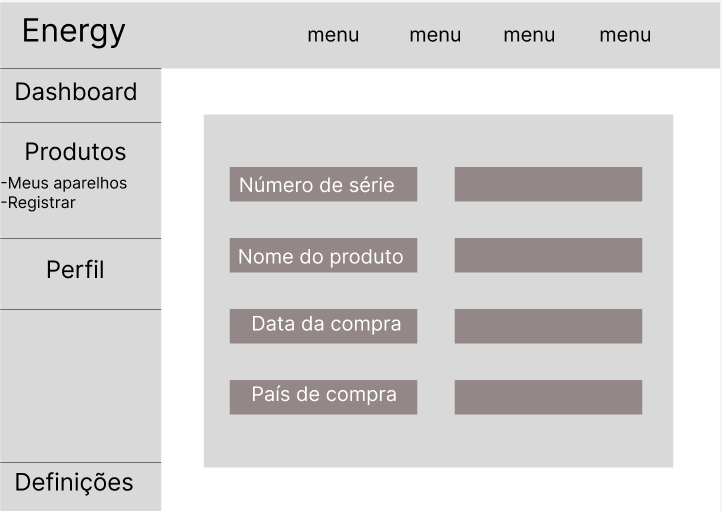 Energy
menu menu menu menu
Dashboard
Produtos
-Meus aparelhos
-Registrar
Perfil
Definições
Número de série
Nome do produto
Data da compra
País de compra